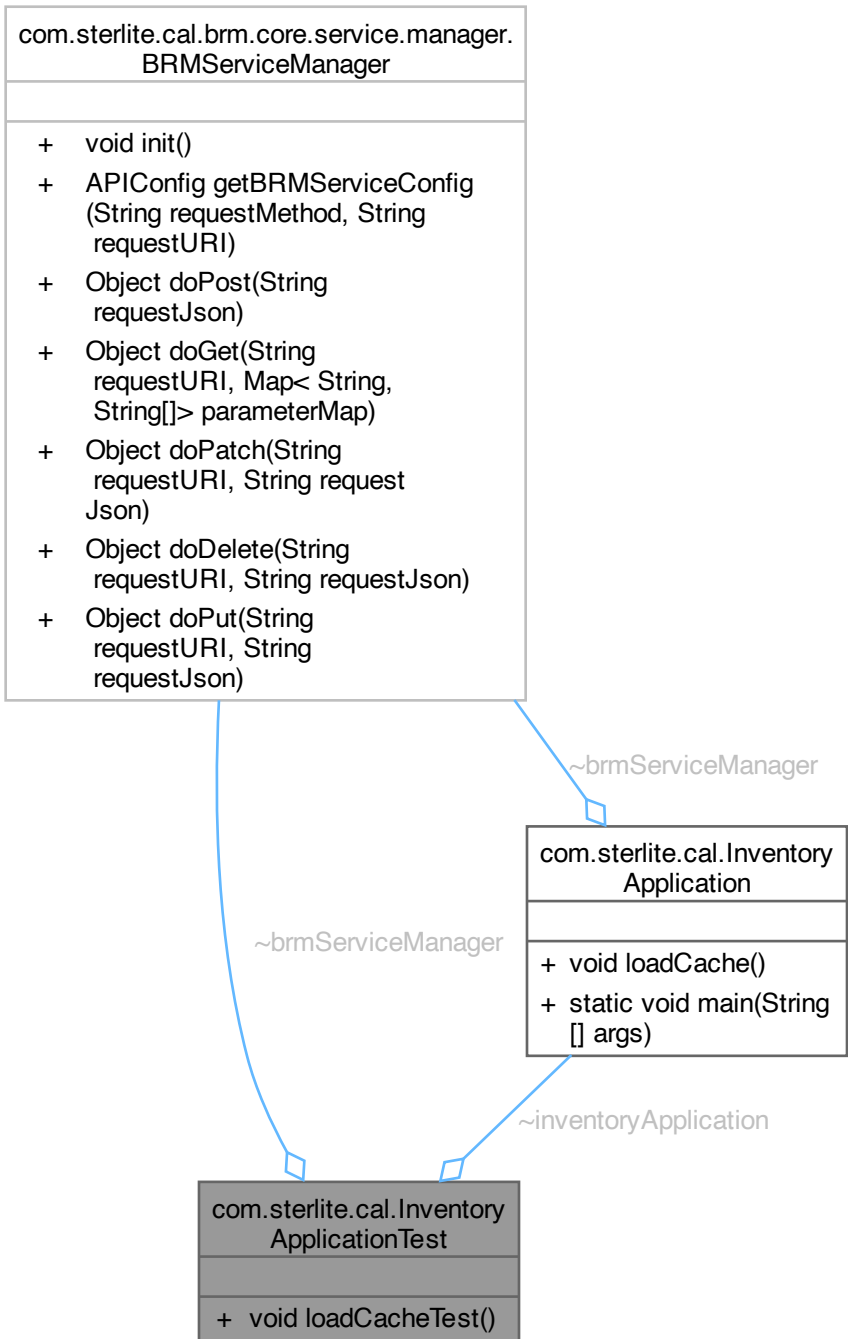 com.sterlite.cal.brm.core.service.manager.
BRMServiceManager
+ void init()
+ APIConfig getBRMServiceConfig
(String requestMethod, String
requestURI)
+ Object doPost(String
requestJson)
+ Object doGet(String
requestURI, Map< String,
String[]> parameterMap)
+ Object doPatch(String
requestURI, String request
Json)
+ Object doDelete(String
requestURI, String requestJson)
+ Object doPut(String
requestURI, String
requestJson)
~brmServiceManager
com.sterlite.cal.Inventory
Application
+ void loadCache()
+ static void main(String
[] args)
~brmServiceManager
~inventoryApplication
com.sterlite.cal.Inventory
ApplicationTest
+ void loadCacheTest()